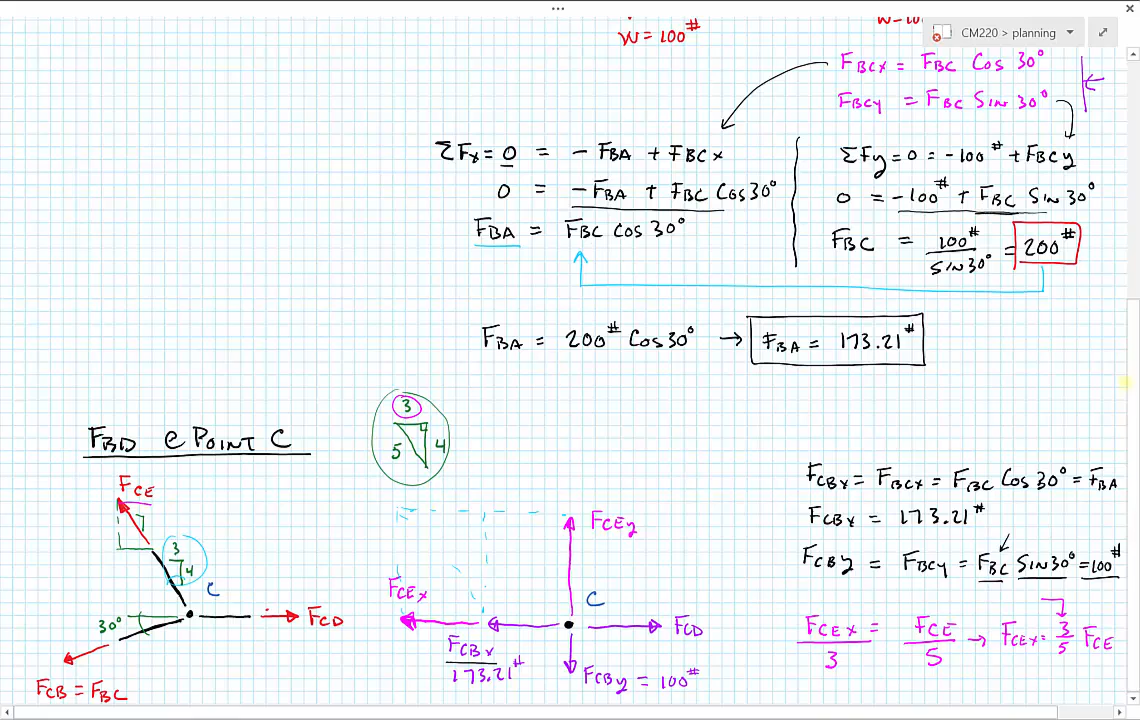 W = 100#
CM220 > planning
FBCx = FBC Cos 30°
FBCy = FBC Sin 30°
ΣFx = 0 = - FBA + FBCx
0 = - FBA + FBC Cos 30°
FBA = FBC Cos 30°
ΣFy = 0 = -100# + FBCy
0 = -100# + FBC Sin 30°
FBC = 100# / Sin 30° = 200#
FBA = 200# Cos 30° → FBA = 173.21#
FBD @ Point C
3
5 4
FCE
3
4
C
30°
FCD
FCB = FBC
FCEy
FCEx
C
FCD
FCBx
173.21#
FCBy = 100#
FCBx = FBCx = FBC Cos 30° = FBA
FCBx = 173.21#
FCBy = FBCy = FBC Sin 30° = 100#
FCEx / 3 = FCE / 5 → FCEx = 3/5 FCE